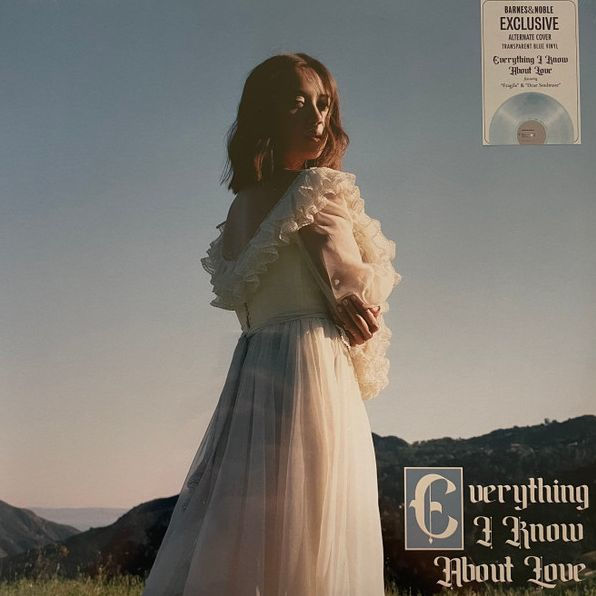 BARNES&NOBLE
EXCLUSIVE
ALTERNATE COVER
TRANSPARENT BLUE VINYL
Everything I Know
About Love
featuring
"Fragile" & "Dear Soulmate"
Everything
I Know
About Love